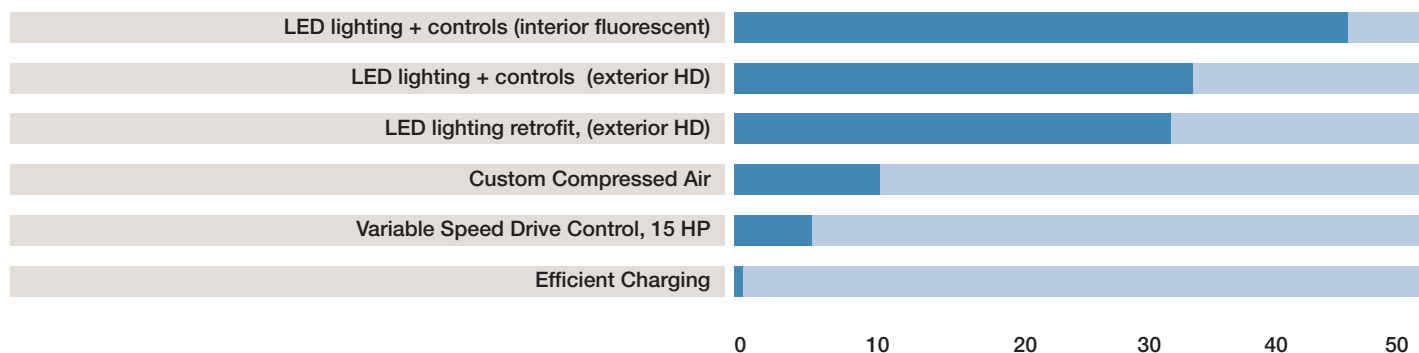 LED lighting + controls (interior fluorescent)
LED lighting + controls  (exterior HD)
LED lighting retrofit, (exterior HD)
Custom Compressed Air
Variable Speed Drive Control, 15 HP
Efficient Charging
0 10 20 30 40 50